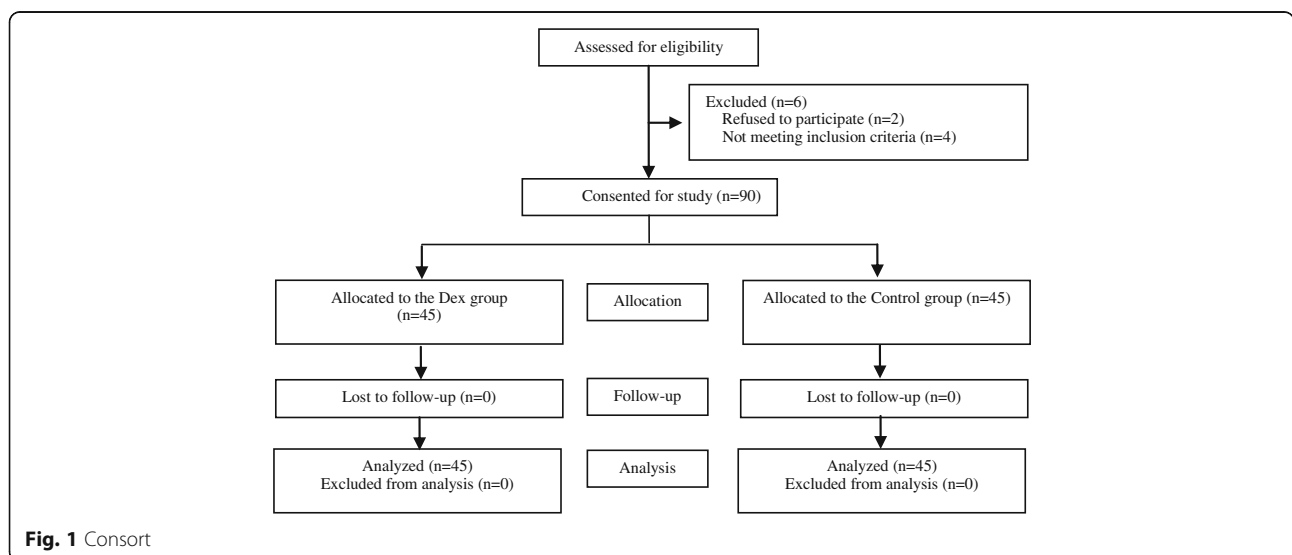 Assessed for eligibility
Excluded (n=6)
Refused to participate (n=2)
Not meeting inclusion criteria (n=4)
Consented for study (n=90)
Allocated to the Dex group
(n=45)
Allocation
Allocated to the Control group (n=45)
Lost to follow-up (n=0)
Follow-up
Lost to follow-up (n=0)
Analyzed (n=45)
Excluded from analysis (n=0)
Analysis
Analyzed (n=45)
Excluded from analysis (n=0)
Fig. 1 Consort